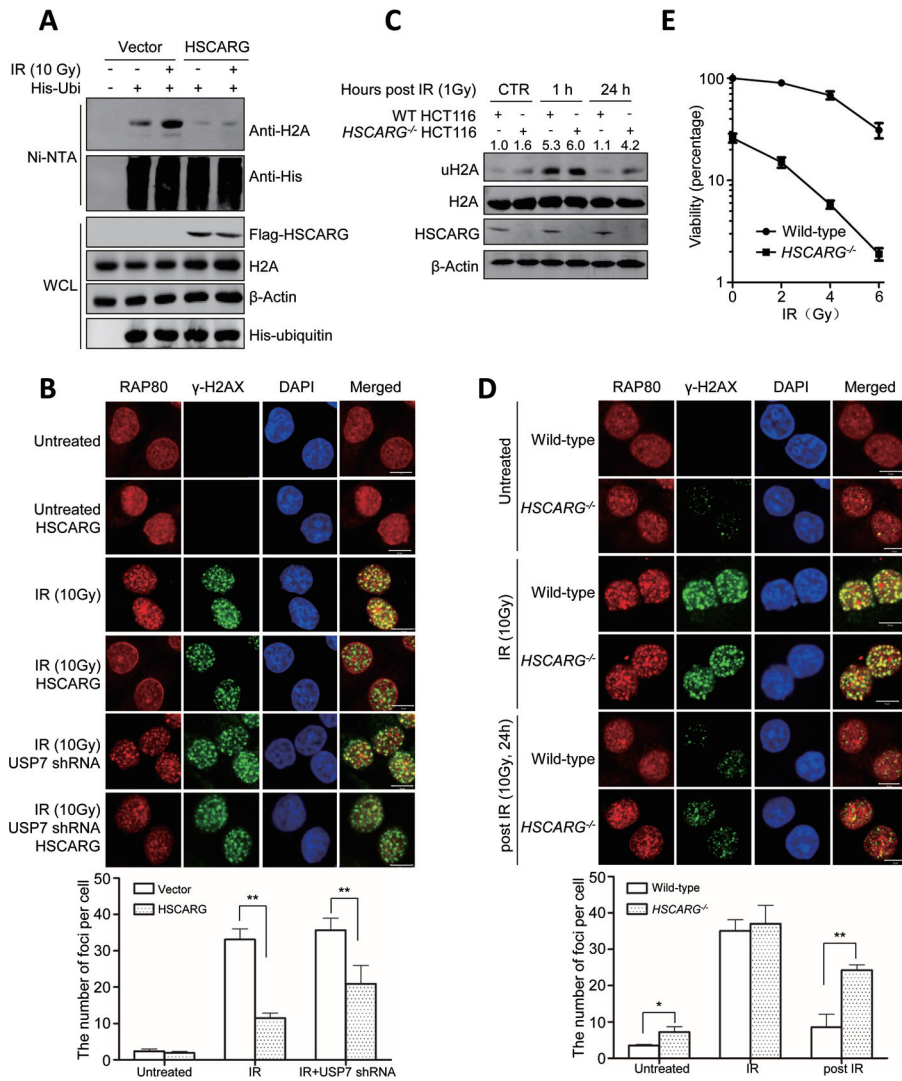 A
Vector HSCARG
IR (10 Gy) - - + - +
His-Ubi - + + + +
Ni-NTA
Anti-H2A
Anti-His
WCL
Flag-HSCARG
H2A
β-Actin
His-ubiquitin
C
Hours post IR (1Gy) CTR 1 h 24 h
WT HCT116 + + +
HSCARG-/- HCT116 + + +
1.0 1.6 5.3 6.0 1.1 4.2
uH2A
H2A
HSCARG
β-Actin
E
Viability (percentage)
100
10
1
Wild-type
HSCARG-/-
0 2 4 6
IR (Gy)
B
RAP80 γ-H2AX DAPI Merged
Untreated
Untreated
HSCARG
IR (10Gy)
IR (10Gy)
HSCARG
IR (10Gy)
USP7 shRNA
IR (10Gy)
USP7 shRNA
HSCARG
The number of foci per cell
50
40
30
20
10
0
Vector
HSCARG
**
**
Untreated IR IR+USP7 shRNA
D
RAP80 γ-H2AX DAPI Merged
Untreated
Wild-type
HSCARG-/-
IR (10Gy)
Wild-type
HSCARG-/-
post IR (10Gy, 24h)
Wild-type
HSCARG-/-
The number of foci per cell
50
40
30
20
10
0
Wild-type
HSCARG-/-
*
**
Untreated IR post IR